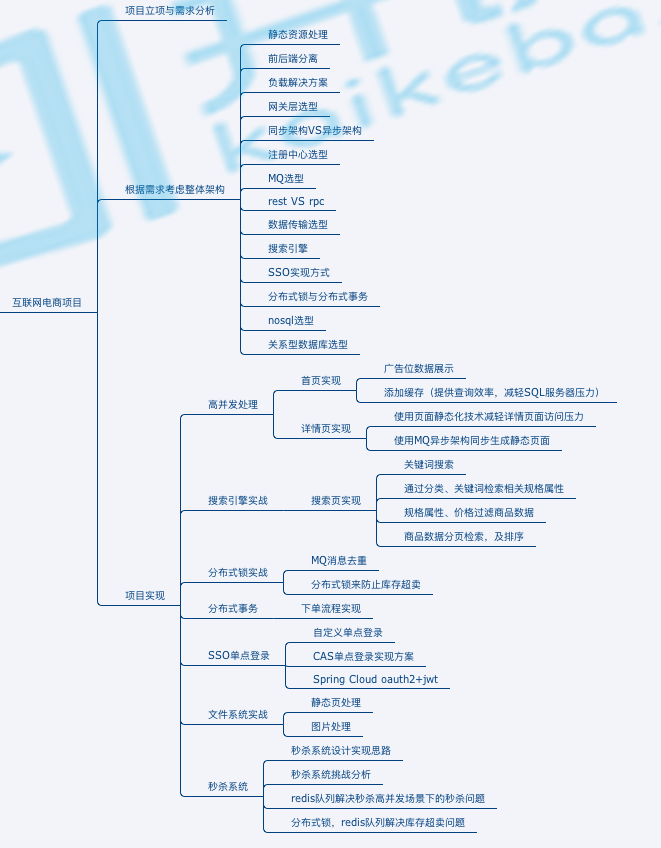 项目立项与需求分析
静态资源处理
前后端分离
负载解决方案
网关层选型
同步架构VS异步架构
注册中心选型
MQ选型
根据需求考虑整体架构
rest VS rpc
数据传输选型
搜索引擎
SSO实现方式
分布式锁与分布式事务
互联网电商项目
nosql选型
关系型数据库选型
广告位数据展示
首页实现
添加缓存（提供查询效率，减轻SQL服务器压力）
高并发处理
使用页面静态化技术减轻详情页面访问压力
详情页实现
使用MQ异步架构同步生成静态页面
关键词搜索
通过分类、关键词检索相关规格属性
搜索引擎实战
搜索页实现
规格属性、价格过滤商品数据
商品数据分页检索，及排序
MQ消息去重
分布式锁实战
分布式锁来防止库存超卖
项目实现
分布式事务
下单流程实现
自定义单点登录
SSO单点登录
CAS单点登录实现方案
Spring Cloud oauth2+jwt
静态页处理
文件系统实战
图片处理
秒杀系统设计实现思路
秒杀系统挑战分析
秒杀系统
redis队列解决秒杀高并发场景下的秒杀问题
分布式锁，redis队列解决库存超卖问题
kaikeba